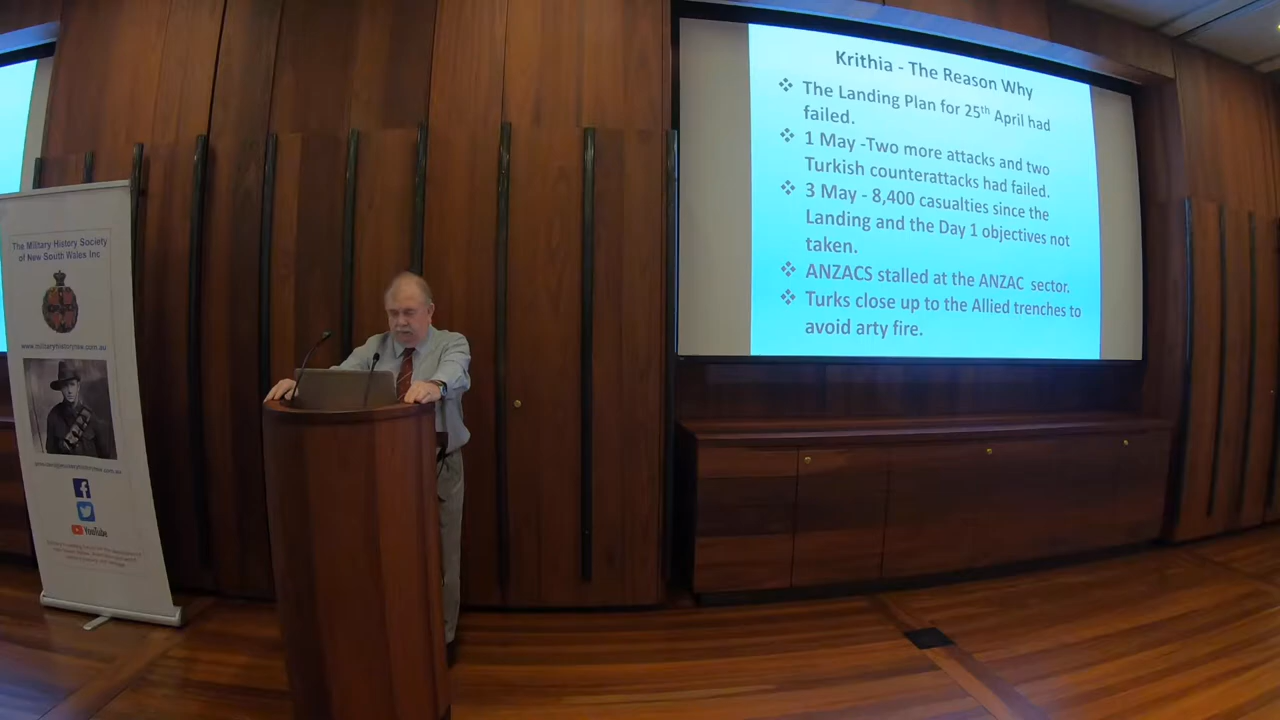 The Military History Society
of New South Wales Inc
www.militaryhistorynsw.com.au
YouTube
Krithia - The Reason Why
❖ The Landing Plan for 25th April had
failed.
❖ 1 May -Two more attacks and two
Turkish counterattacks had failed.
❖ 3 May - 8,400 casualties since the
Landing and the Day 1 objectives not
taken.
❖ ANZACS stalled at the ANZAC sector.
❖ Turks close up to the Allied trenches to
avoid arty fire.